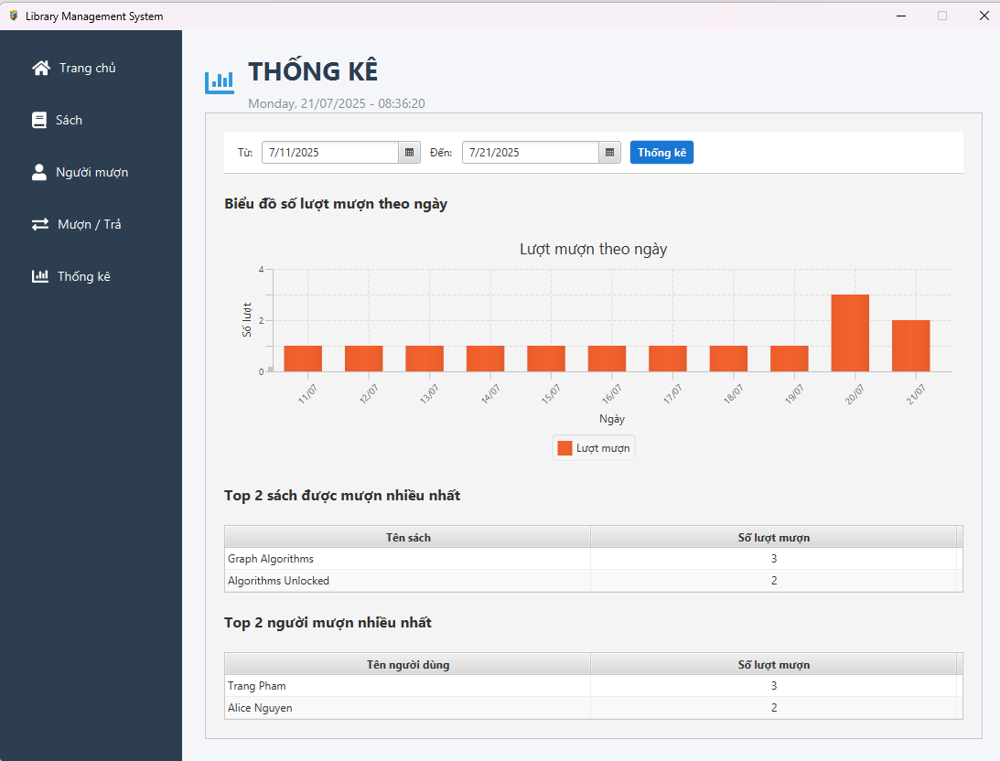 Library Management System
Trang chủ
Sách
Người mượn
Mượn / Trả
Thống kê
THỐNG KÊ
Monday, 21/07/2025 - 08:36:20
Từ: 7/11/2025 Đến: 7/21/2025 Thống kê
Biểu đồ số lượt mượn theo ngày
Lượt mượn theo ngày
4
2
0
Số lượt
11/07 12/07 13/07 14/07 15/07 16/07 17/07 18/07 19/07 20/07 21/07
Ngày
Lượt mượn
Top 2 sách được mượn nhiều nhất
Tên sách Số lượt mượn
Graph Algorithms 3
Algorithms Unlocked 2
Top 2 người mượn nhiều nhất
Tên người dùng Số lượt mượn
Trang Pham 3
Alice Nguyen 2